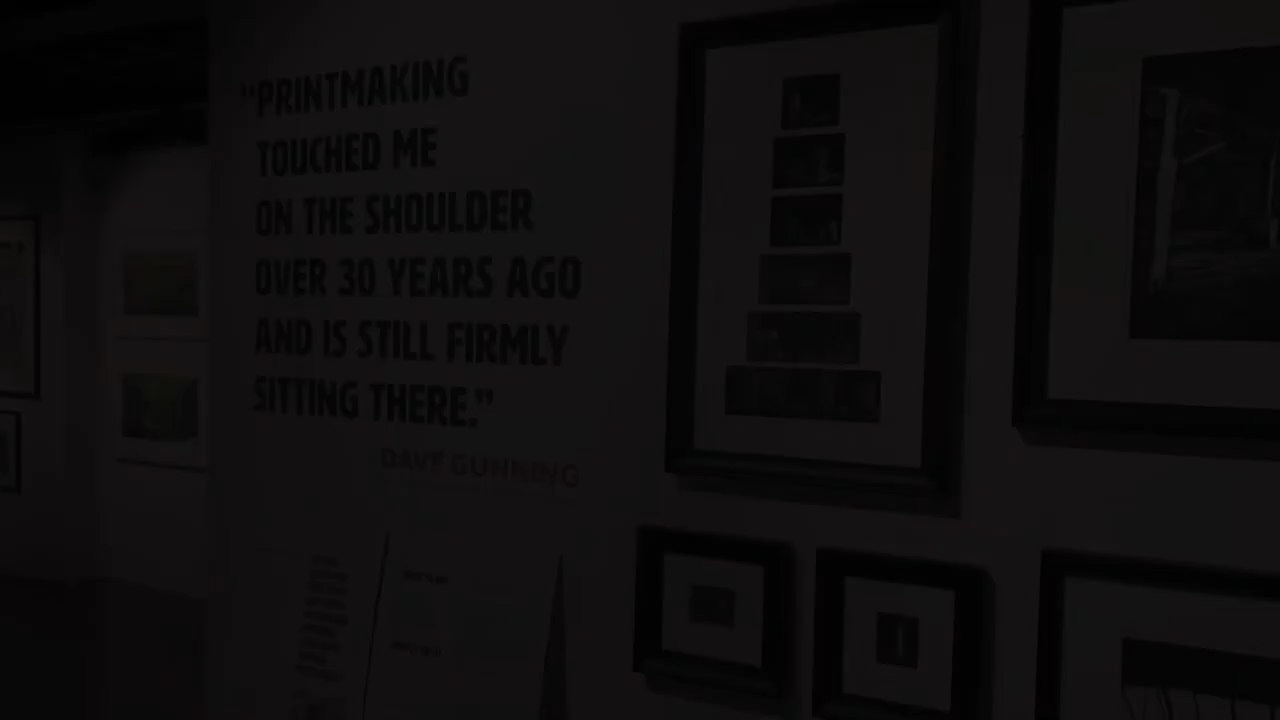 “PRINTMAKING
TOUCHED ME
ON THE SHOULDER
OVER 30 YEARS AGO
AND IS STILL FIRMLY
SITTING THERE.”
DAVE GUNNING